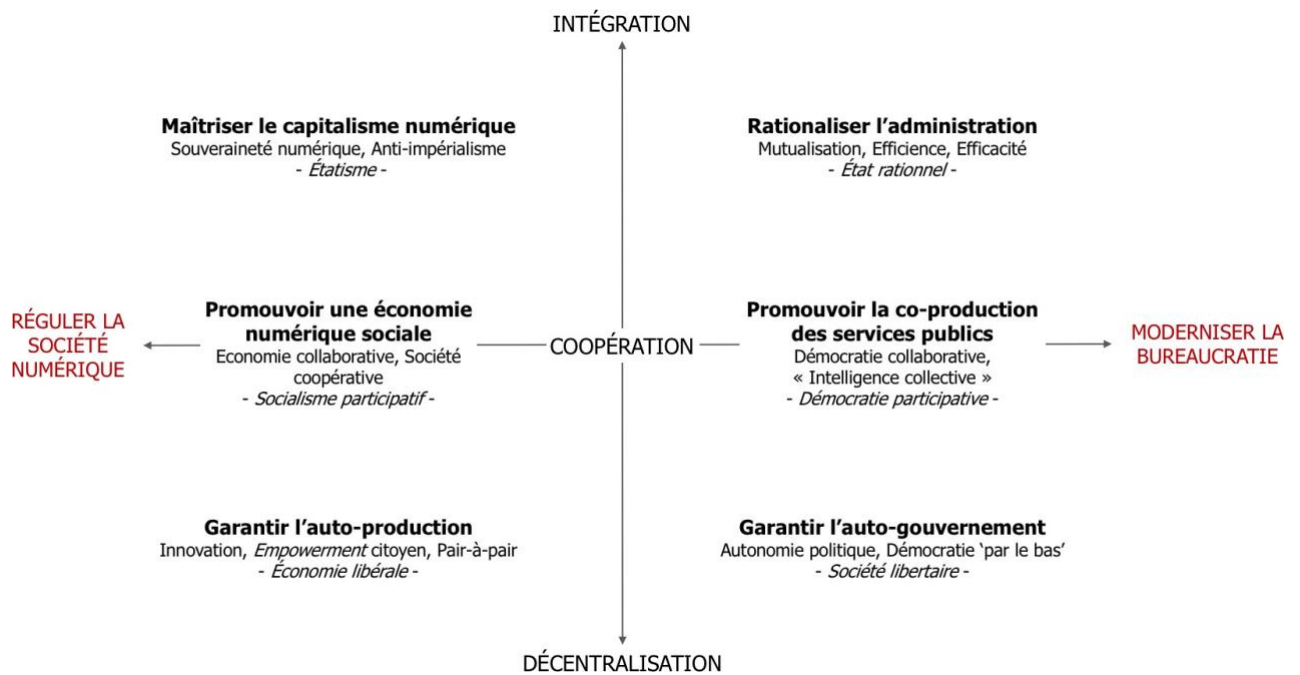 INTÉGRATION
Maîtriser le capitalisme numérique
Souveraineté numérique, Anti-impérialisme
- Étatisme -
Rationaliser l’administration
Mutualisation, Efficience, Efficacité
- État rationnel -
RÉGULER LA
SOCIÉTÉ
NUMÉRIQUE
Promouvoir une économie
numérique sociale
Economie collaborative, Société
coopérative
- Socialisme participatif -
COOPÉRATION
Promouvoir la co-production
des services publics
Démocratie collaborative,
« Intelligence collective »
- Démocratie participative -
MODERNISER LA
BUREAUCRATIE
Garantir l’auto-production
Innovation, Empowerment citoyen, Pair-à-pair
- Économie libérale -
Garantir l’auto-gouvernement
Autonomie politique, Démocratie ‘par le bas’
- Société libertaire -
DÉCENTRALISATION